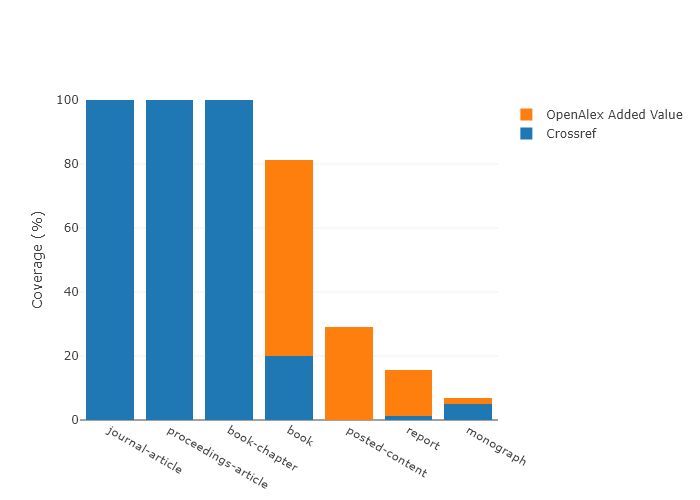 OpenAlex Added Value
Crossref
Coverage (%)
100
80
60
40
20
0
journal-article
proceedings-article
book-chapter
book
posted-content
report
monograph